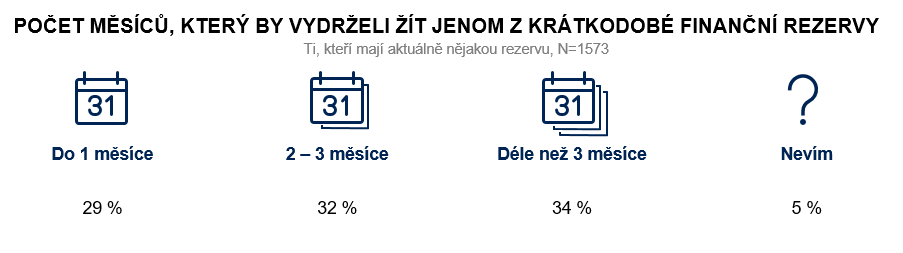 POČET MĚSÍCŮ, KTERÝ BY VYDRŽELI ŽÍT JENOM Z KRÁTKODOBÉ FINANČNÍ REZERVY
Ti, kteří mají aktuálně nějakou rezervu, N=1573
31 31 31 ?
Do 1 měsíce 2 – 3 měsíce Déle než 3 měsíce Nevím
29 % 32 % 34 % 5 %